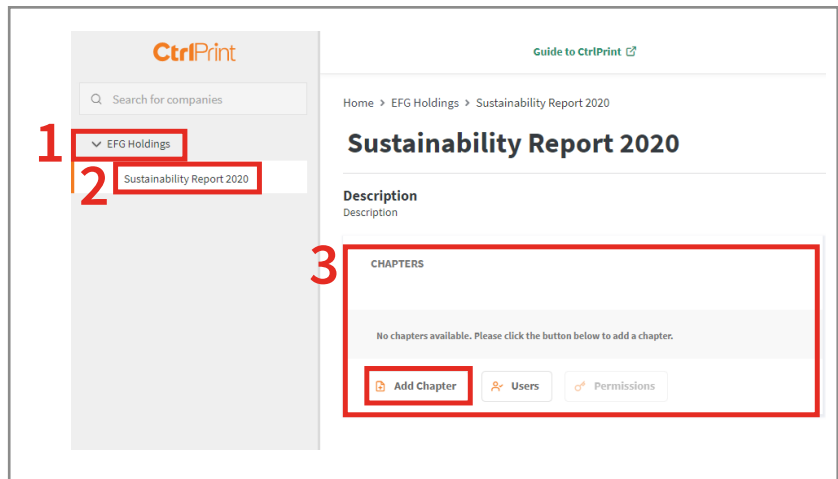 CtrlPrint
Guide to CtrlPrint
Search for companies
Home > EFG Holdings > Sustainability Report 2020
1
EFG Holdings
Sustainability Report 2020
2
Sustainability Report 2020
Description
Description
3
CHAPTERS
No chapters available. Please click the button below to add a chapter.
Add Chapter
Users
Permissions